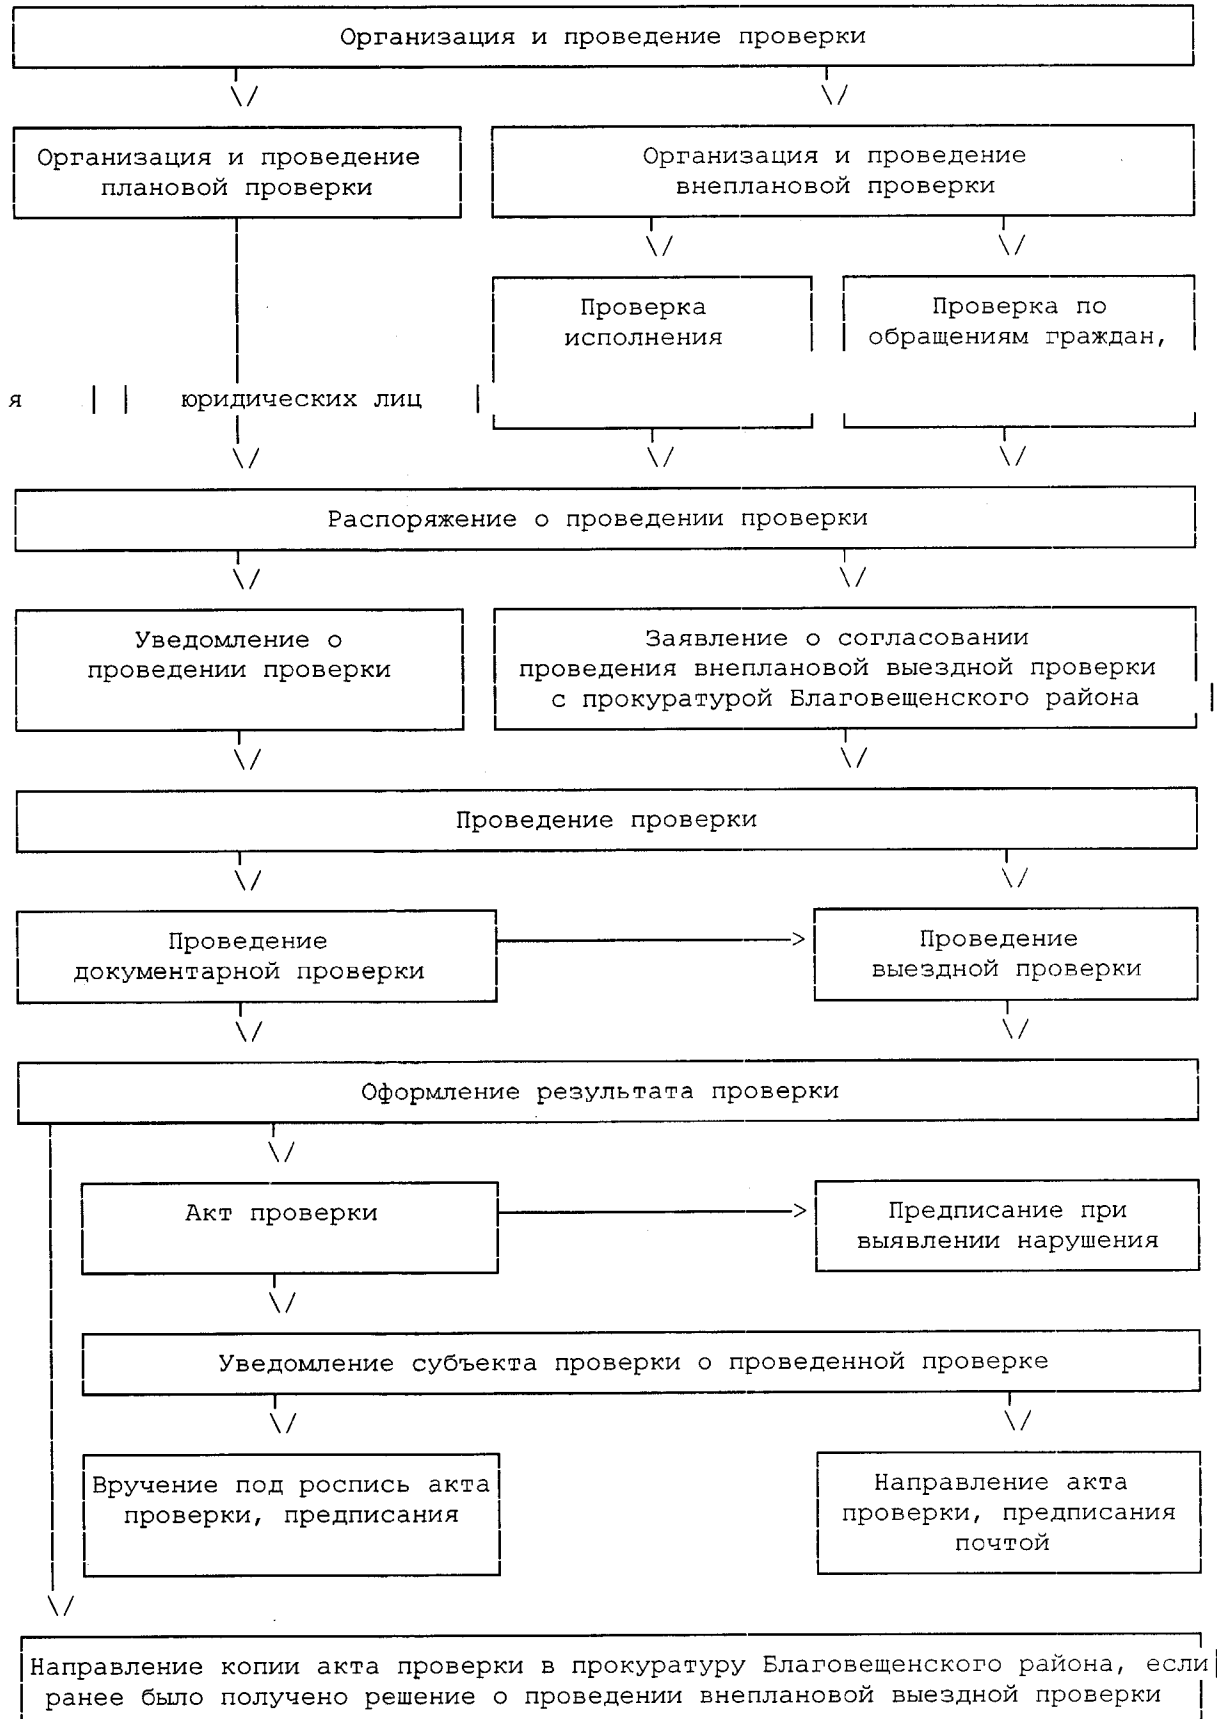 Организация и проведение проверки
Организация и проведение
плановой проверки
Организация и проведение
внеплановой проверки
Проверка
исполнения
Проверка по
обращениям граждан,
я | | юридических лиц |
Распоряжение о проведении проверки
Уведомление о
проведении проверки
Заявление о согласовании
проведения внеплановой выездной проверки
с прокуратурой Благовещенского района |
Проведение проверки
Проведение
документарной проверки
Проведение
выездной проверки
Оформление результата проверки
Акт проверки
Предписание при
выявлении нарушения
Уведомление субъекта проверки о проведенной проверке
Вручение под роспись акта
проверки, предписания
Направление акта
проверки, предписания
почтой
Направление копии акта проверки в прокуратуру Благовещенского района, если|
ранее было получено решение о проведении внеплановой выездной проверки